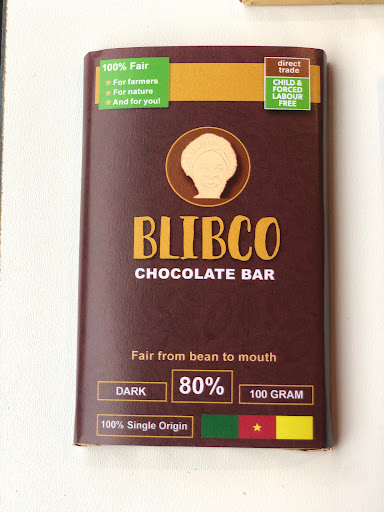 100% Fair
For farmers
For nature
And for you!
direct
trade
CHILD &
FORCED
LABOUR
FREE
BLIBCO
CHOCOLATE BAR
Fair from bean to mouth
DARK
80%
100 GRAM
100% Single Origin